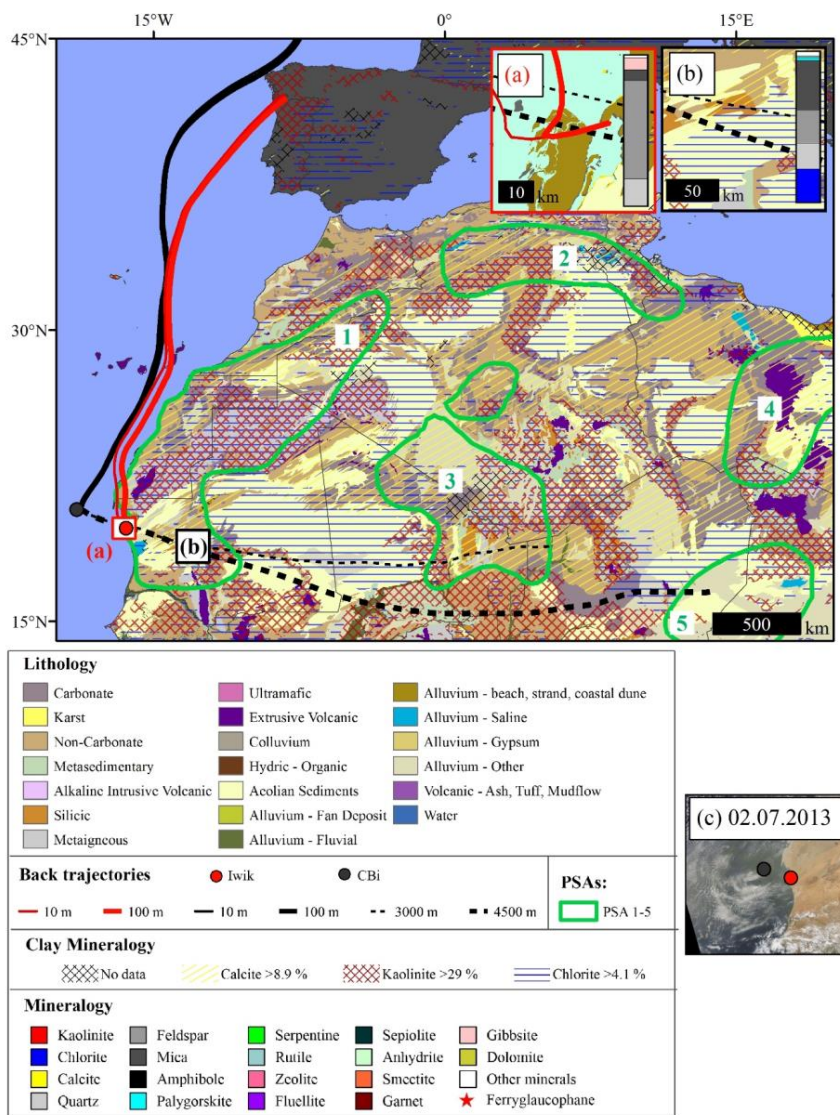 15°W 0° 15°E
45°N
(a)
10 km
(b)
50 km
30°N
15°N
1
2
3
4
5
(a)
(b)
500 km
Lithology
Carbonate Ultramafic Alluvium - beach, strand, coastal dune
Karst Extrusive Volcanic Alluvium - Saline
Non-Carbonate Colluvium Alluvium - Gypsum
Metasedimentary Hydric - Organic Alluvium - Other
Alkaline Intrusive Volcanic Aeolian Sediments Volcanic - Ash, Tuff, Mudflow
Silicic Alluvium - Fan Deposit Water
Metaigneous Alluvium - Fluvial
Back trajectories Iwik CBi
10 m 100 m 10 m 100 m 3000 m 4500 m
PSAs:
PSA 1-5
Clay Mineralogy
No data Calcite >8.9 % Kaolinite >29 % Chlorite >4.1 %
Mineralogy
Kaolinite Feldspar Serpentine Sepiolite Gibbsite
Chlorite Mica Rutile Anhydrite Dolomite
Calcite Amphibole Zeolite Smectite Other minerals
Quartz Palygorskite Fluellite Garnet Ferryglaucophane
(c) 02.07.2013